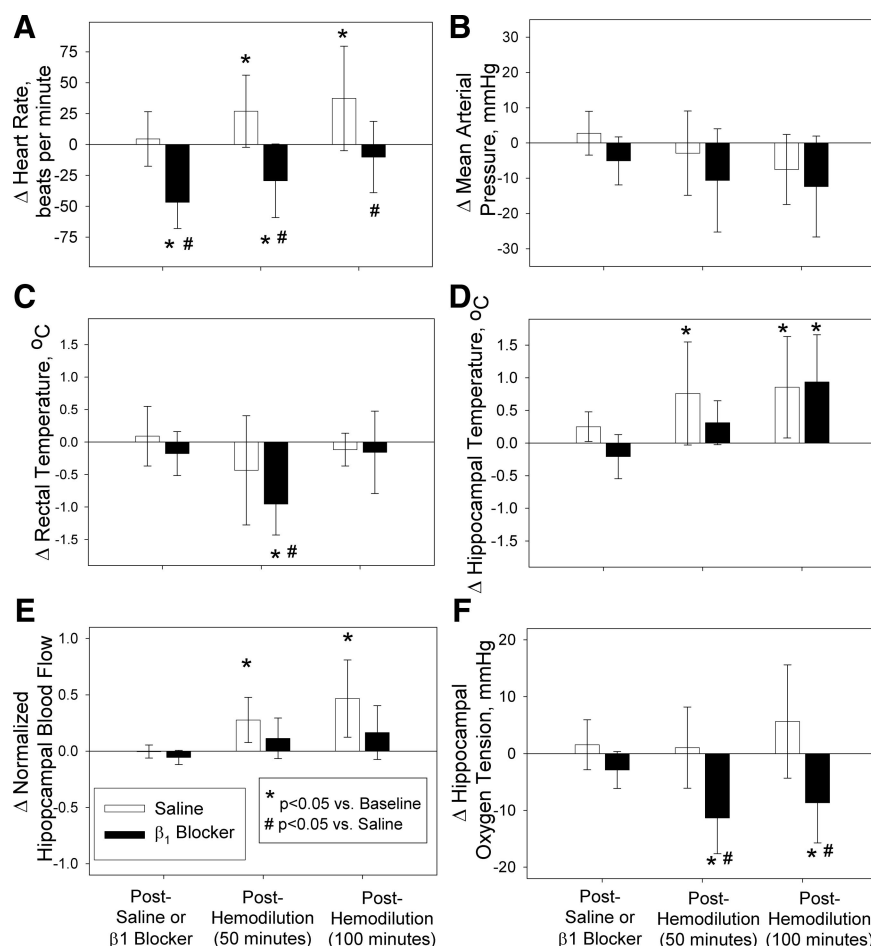 A
Δ Heart Rate,
beats per minute
75
50
25
0
-25
-50
-75
*
*
* #
* #
#
B
Δ Mean Arterial
Pressure, mmHg
30
20
10
0
-10
-20
-30
C
Δ Rectal Temperature, ºC
1.5
1.0
0.5
0.0
-0.5
-1.0
-1.5
* #
D
Δ Hippocampal Temperature, ºC
1.5
1.0
0.5
0.0
-0.5
-1.0
-1.5
*
*
*
E
Δ Normalized
Hipopcampal Blood Flow
1.0
0.5
0.0
-0.5
-1.0
*
*
Saline
β1 Blocker
* p<0.05 vs. Baseline
# p<0.05 vs. Saline
Post-
Saline or
β1 Blocker
Post-
Hemodilution
(50 minutes)
Post-
Hemodilution
(100 minutes)
F
Δ Hippocampal
Oxygen Tension, mmHg
20
10
0
-10
-20
* #
* #
Post-
Saline or
β1 Blocker
Post-
Hemodilution
(50 minutes)
Post-
Hemodilution
(100 minutes)